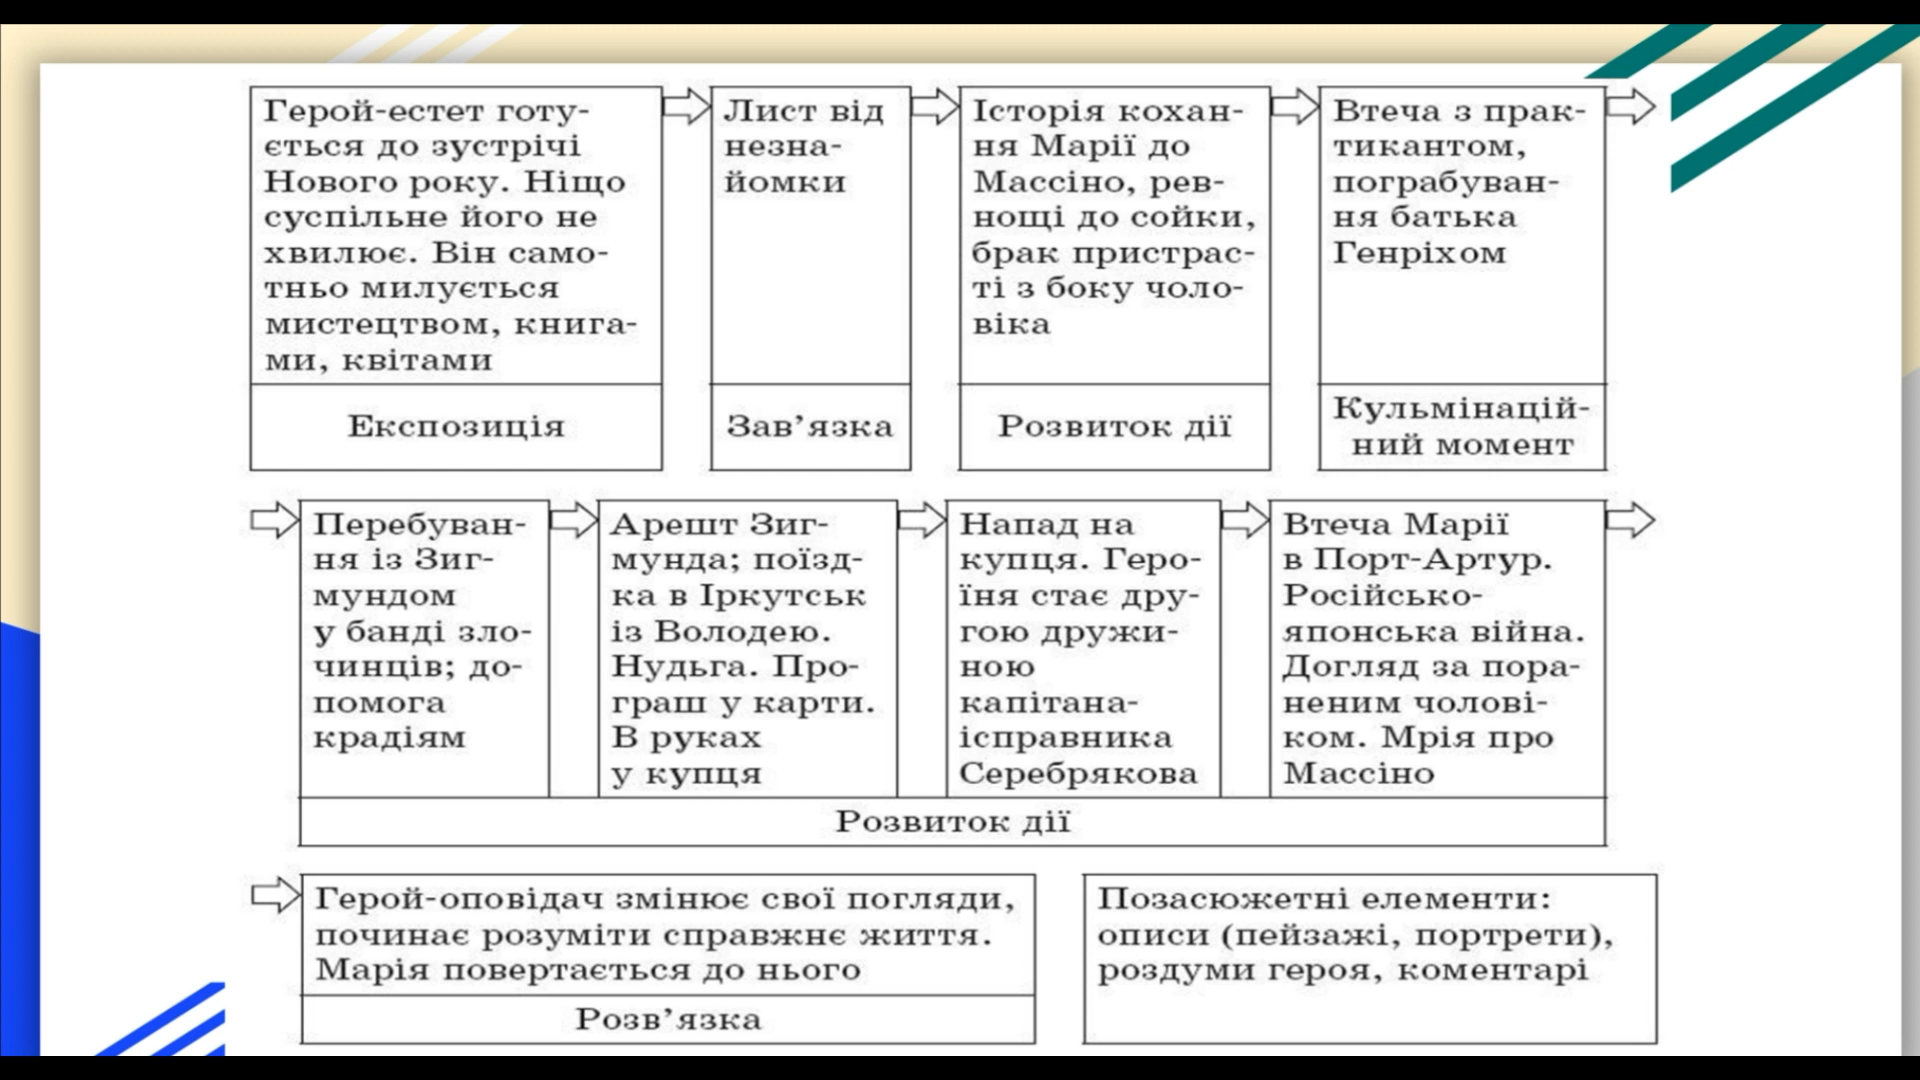 Герой-естет готу-
ється до зустрічі
Нового року. Ніщо
суспільне його не
хвилює. Він само-
тньо милується
мистецтвом, книга-
ми, квітами
Експозиція
Лист від
незна-
йомки
Зав’язка
Історія кохан-
ня Марії до
Массіно, рев-
нощі до сойки,
брак пристрас-
ті з боку чоло-
віка
Розвиток дії
Втеча з прак-
тикантом,
пограбуван-
ня батька
Генріхом
Кульмінацій-
ний момент
Перебуван-
ня із Зиг-
мундом
у банді зло-
чинців; до-
помога
крадіям
Арешт Зиг-
мунда; поїзд-
ка в Іркутськ
із Володею.
Нудьга. Про-
граш у карти.
В руках
у купця
Напад на
купця. Геро-
їня стає дру-
гою дружи-
ною
капітана-
ісправника
Серебрякова
Втеча Марії
в Порт-Артур.
Російсько-
японська війна.
Догляд за пора-
неним чолові-
ком. Мрія про
Массіно
Розвиток дії
Герой-оповідач змінює свої погляди,
починає розуміти справжнє життя.
Марія повертається до нього
Розв’язка
Позасюжетні елементи:
описи (пейзажі, портрети),
роздуми героя, коментарі